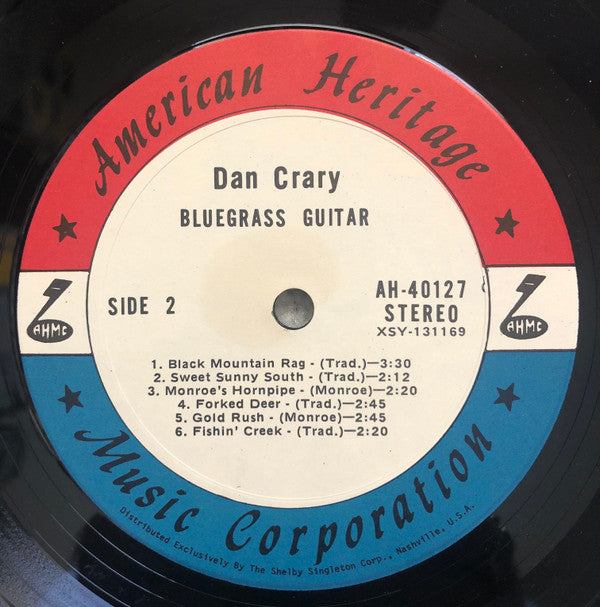 American Heritage
Dan Crary
BLUEGRASS GUITAR
AHMC
AHMC
SIDE 2
AH-40127
STEREO
XSY-131169
1. Black Mountain Rag - (Trad.)—3:30
2. Sweet Sunny South - (Trad.)—2:12
3. Monroe's Hornpipe - (Monroe)—2:20
4. Forked Deer - (Trad.)—2:45
5. Gold Rush - (Monroe)—2:45
6. Fishin' Creek - (Trad.)—2:20
Music Corporation
Distributed Exclusively By The Shelby Singleton Corp., Nashville, U.S.A.